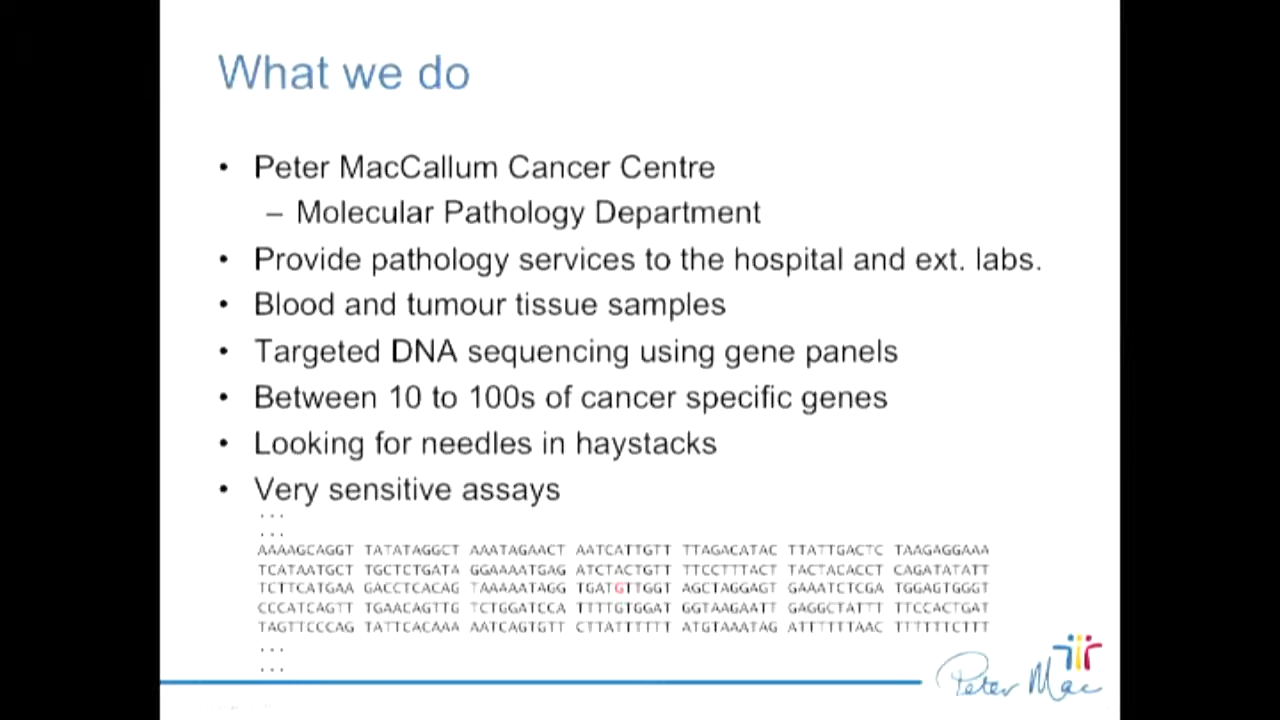 What we do
• Peter MacCallum Cancer Centre
– Molecular Pathology Department
• Provide pathology services to the hospital and ext. labs.
• Blood and tumour tissue samples
• Targeted DNA sequencing using gene panels
• Between 10 to 100s of cancer specific genes
• Looking for needles in haystacks
• Very sensitive assays
...
...
AAAAGCAGGT TATATAGGCT AAATAGAACT AATCATTGTT TTAGACATAC TTATTGACTC TAAGAGGAAA
TCATAATGCT TGCTCTGATA GGAAAATGAG ATCTACTGTT TTCCTTTACT TACTACACCT CAGATATATT
TCTTCATGAA GACCTCACAG TAAAAATAGG TGATGTTGGT AGCTAGGAGT GAAATCTCGA TGGAGTGGGT
CCCATCAGTT TGAACAGTTG TCTGGATCCA TTTTGTGGAT GGTAAGAATT GAGGCTATTT TTCCACTGAT
TAGTTCCCAG TATTCACAAA AATCAGTGTT CTTATTTTTT ATGTAAATAG ATTTTTTAAC TTTTTTCTTT
...
...
Peter Mac